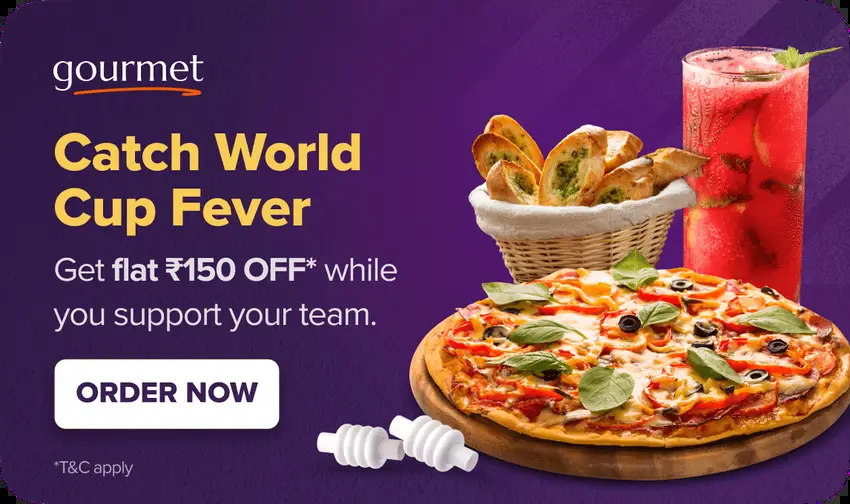 gourmet
Catch World
Cup Fever
Get flat ₹150 OFF* while
you support your team.
ORDER NOW
*T&C apply